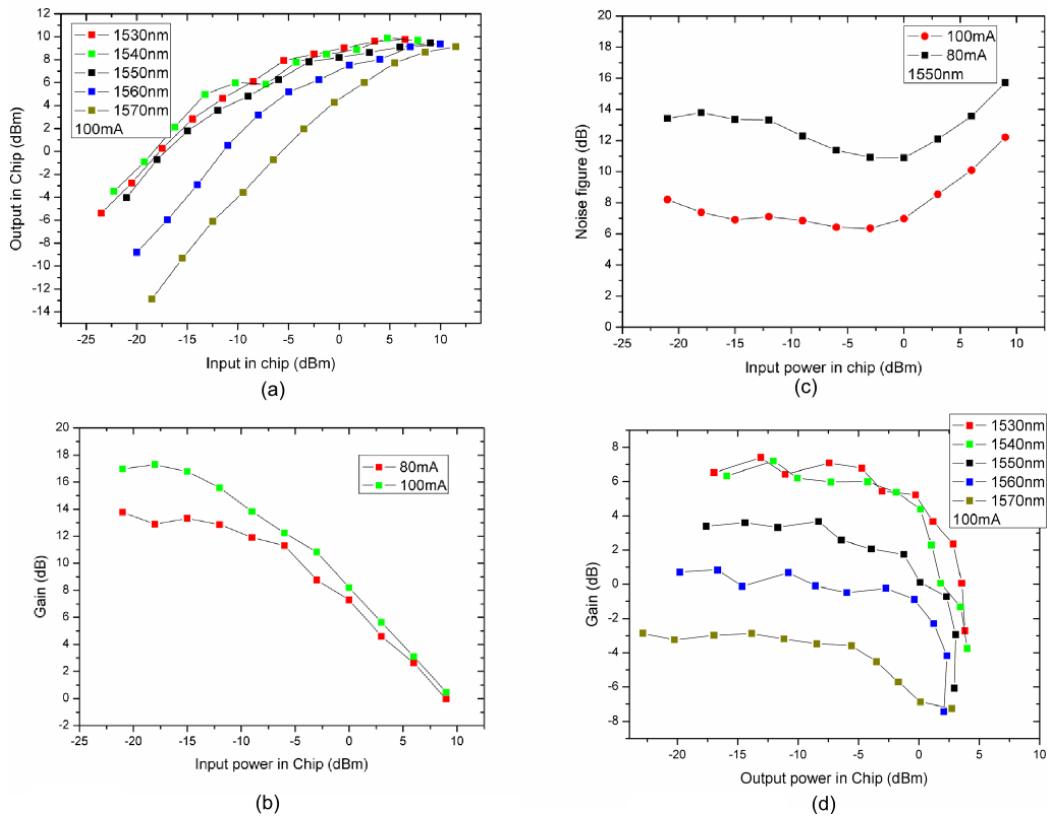 12
10
8
6
4
2
0
-2
-4
-6
-8
-10
-12
-14
Output in Chip (dBm)
1530nm
1540nm
1550nm
1560nm
1570nm
100mA
-25 -20 -15 -10 -5 0 5 10
Input in chip (dBm)
(a)
20
18
16
14
12
10
8
6
4
2
0
Noise figure (dB)
100mA
80mA
1550nm
-25 -20 -15 -10 -5 0 5 10
Input power in chip (dBm)
(c)
20
18
16
14
12
10
8
6
4
2
0
-2
Gain (dB)
80mA
100mA
-25 -20 -15 -10 -5 0 5 10
Input power in Chip (dBm)
(b)
8
6
4
2
0
-2
-4
-6
-8
Gain (dB)
1530nm
1540nm
1550nm
1560nm
1570nm
100mA
-20 -15 -10 -5 0 5 10
Output power in Chip (dBm)
(d)